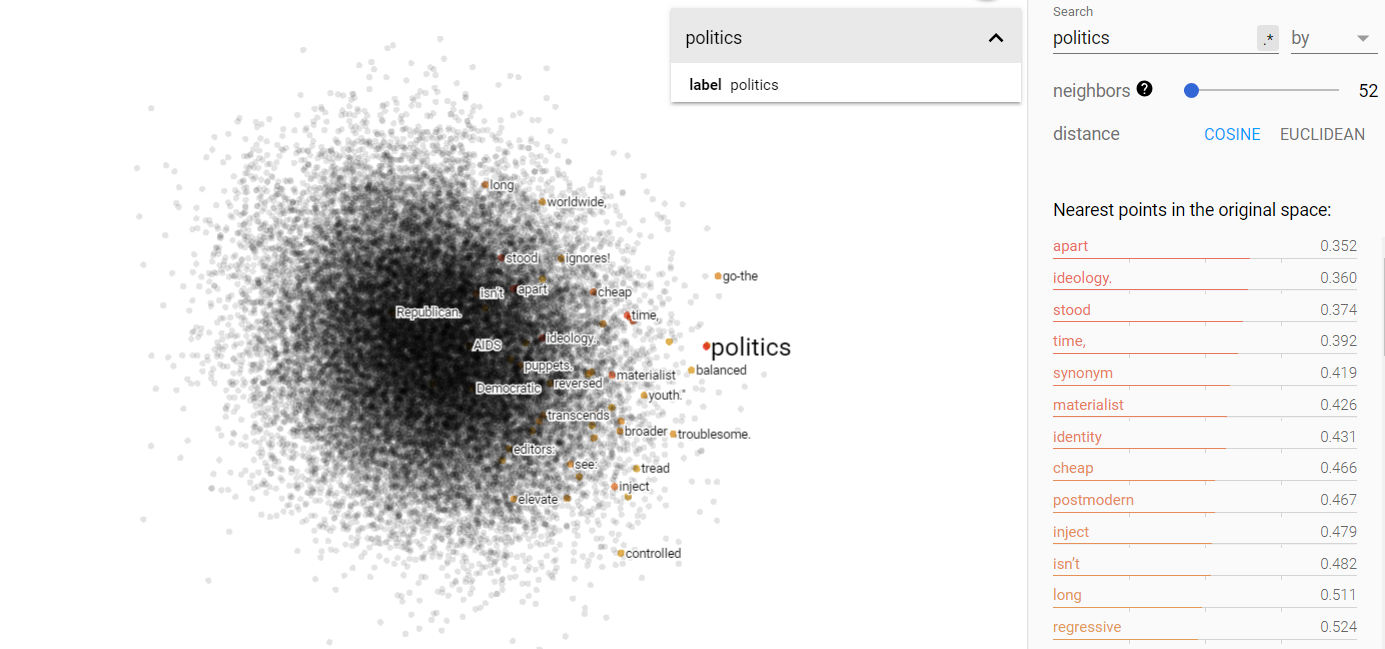 politics
label politics
long
worldwide,
stood
ignores!
go-the
isn't
apart
cheap
Republican.
time,
AIDS
ideology.
politics
puppets.
balanced
Democratic
reversed
materialist
youth."
transcends
broader
troublesome.
editors:
see:
tread
inject
elevate
controlled
Search
politics .* by
neighbors ? 52
distance COSINE EUCLIDEAN
Nearest points in the original space:
apart 0.352
ideology. 0.360
stood 0.374
time, 0.392
synonym 0.419
materialist 0.426
identity 0.431
cheap 0.466
postmodern 0.467
inject 0.479
isn't 0.482
long 0.511
regressive 0.524